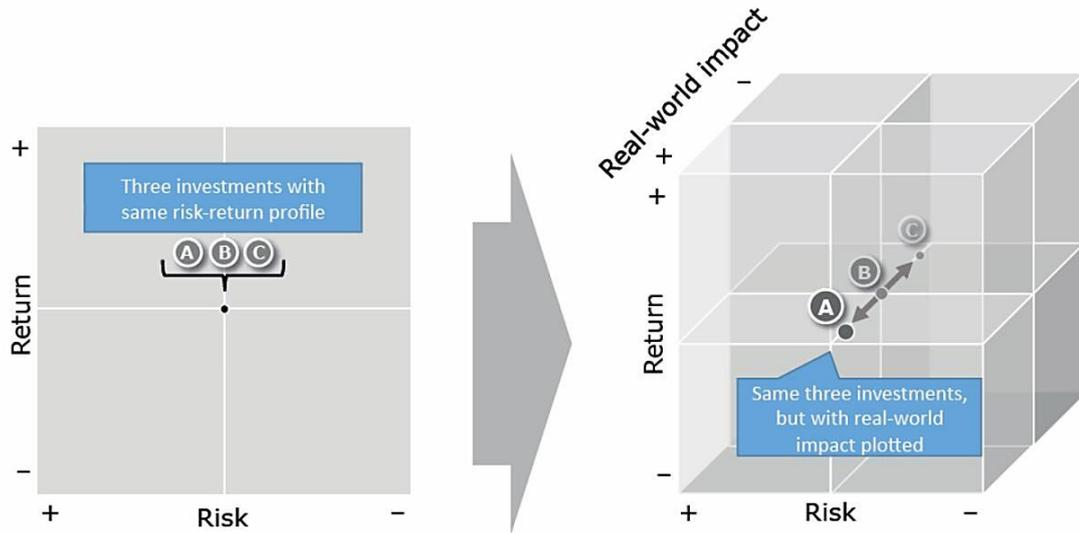 +
Three investments with
same risk-return profile
A B C
Return
–
+ Risk –
Real-world impact
–
+
+
C
B
A
Return
Same three investments,
but with real-world
impact plotted
–
+ Risk –